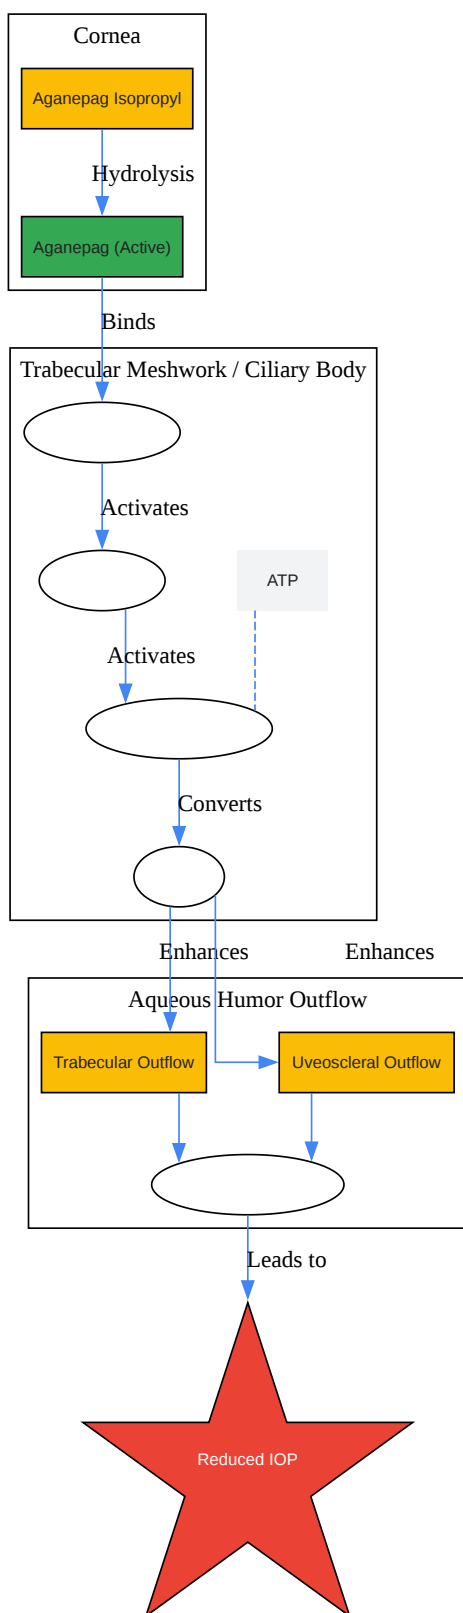 Cornea
Aganepag Isopropyl
Hydrolysis
Aganepag (Active)
Binds
Trabecular Meshwork / Ciliary Body
Activates
ATP
Activates
Converts
Enhances
Enhances
Aqueous Humor Outflow
Trabecular Outflow
Uveoscleral Outflow
Leads to
Reduced IOP